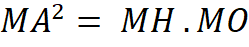 MA² = MH .MO